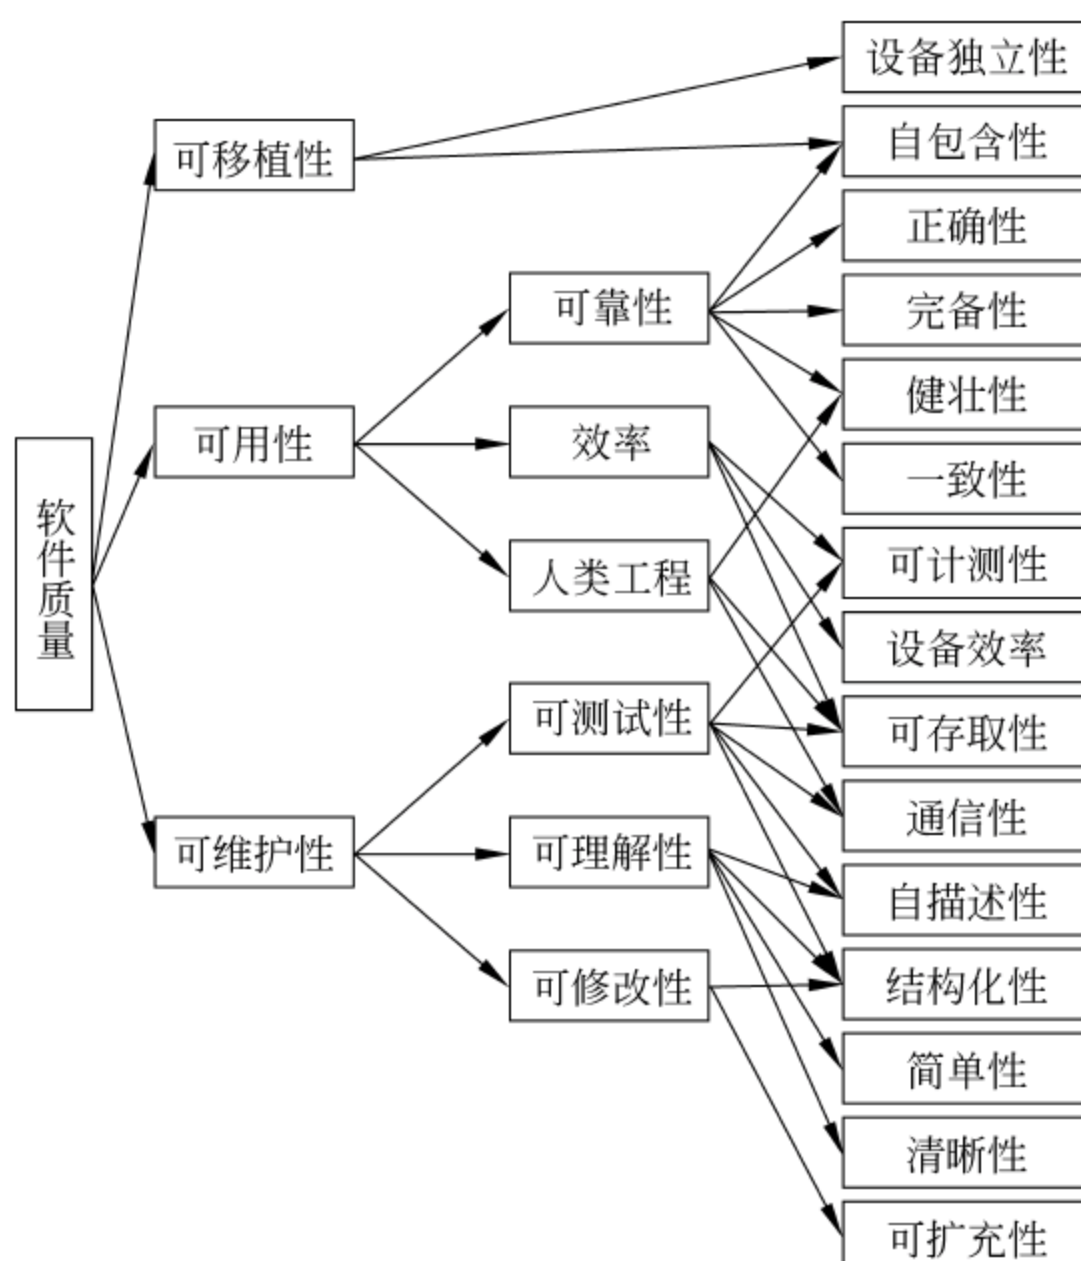 软件质量
可移植性
可用性
可维护性
可靠性
效率
人类工程
可测试性
可理解性
可修改性
设备独立性
自包含性
正确性
完备性
健壮性
一致性
可计测性
设备效率
可存取性
通信性
自描述性
结构化性
简单性
清晰性
可扩充性